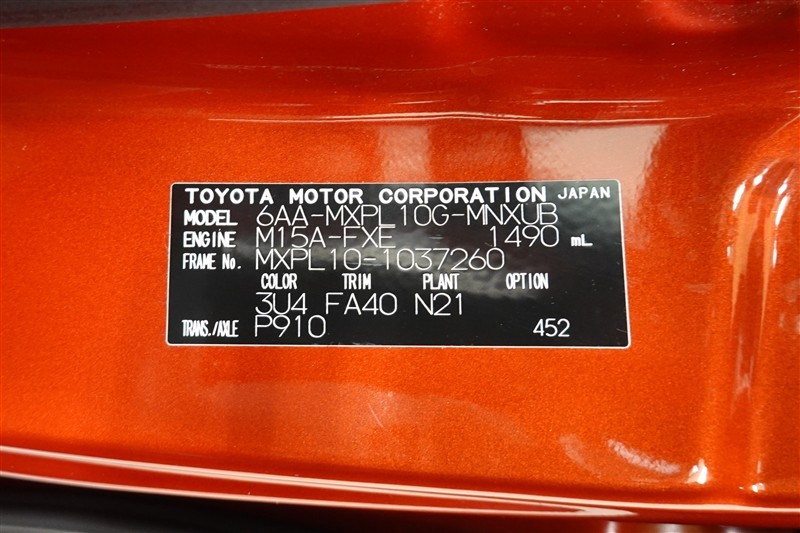 TOYOTA MOTOR CORPORATION JAPAN
MODEL 6AA-MXPL10G-MNXUB
ENGINE M15A-FXE 1490 mL
FRAME No. MXPL10-1037260
COLOR TRIM PLANT OPTION
3U4 FA40 N21
TRANS./AXLE P910 452